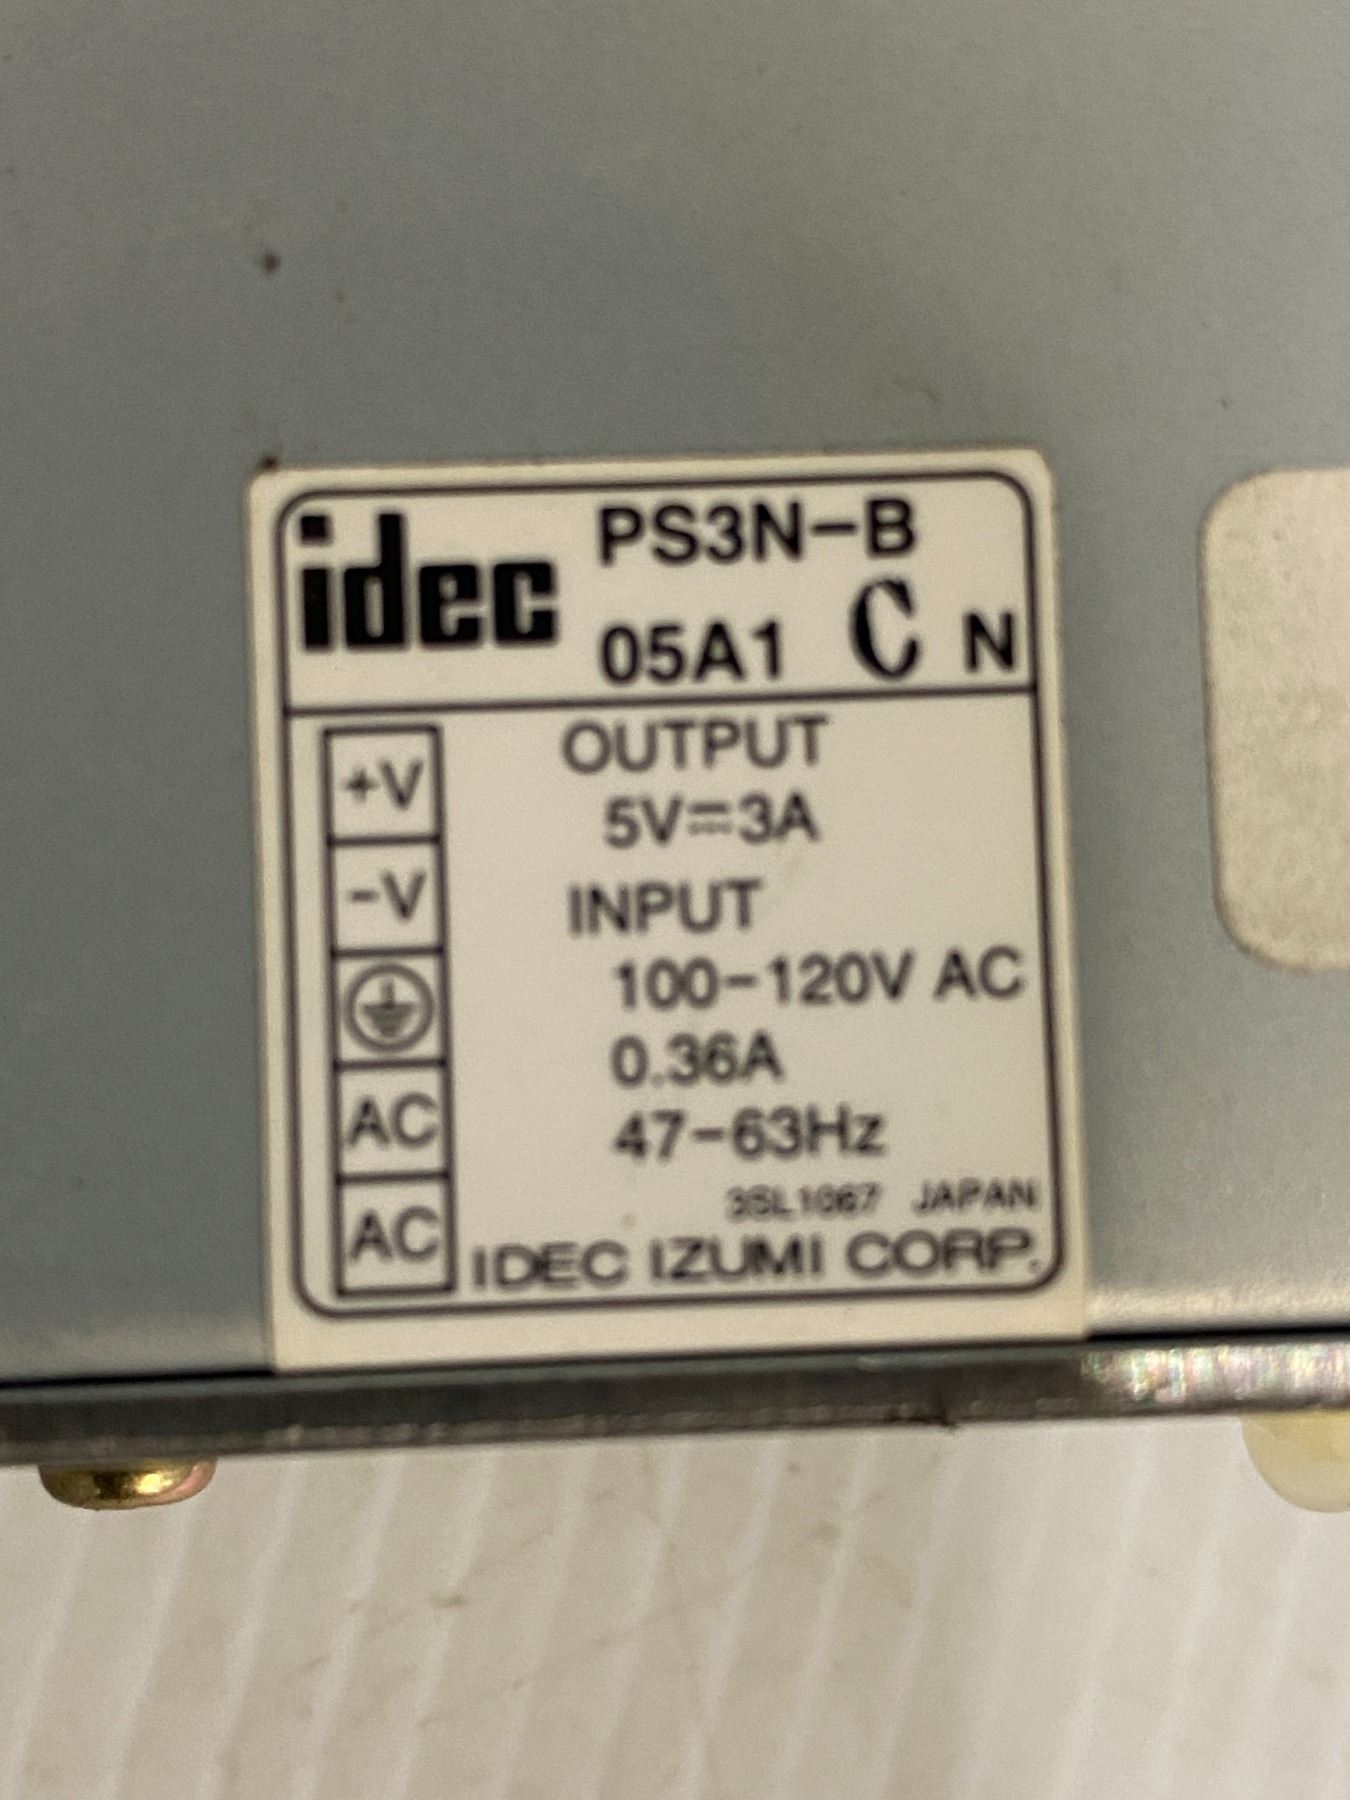 idec PS3N-B
05A1 C N
+V
-V
AC
AC
OUTPUT
5V⎓3A
INPUT
100-120V AC
0.36A
47-63Hz
3SL1067 JAPAN
IDEC IZUMI CORP.